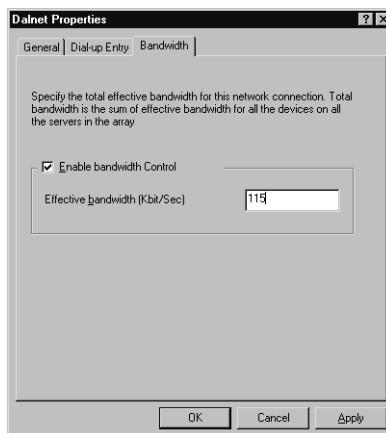 Dalnet Properties
General Dial-up Entry Bandwidth
Specify the total effective bandwidth for this network connection. Total
bandwidth is the sum of effective bandwidth for all the devices on all
the servers in the array
Enable bandwidth Control
Effective bandwidth (Kbit/Sec) 115
OK Cancel Apply